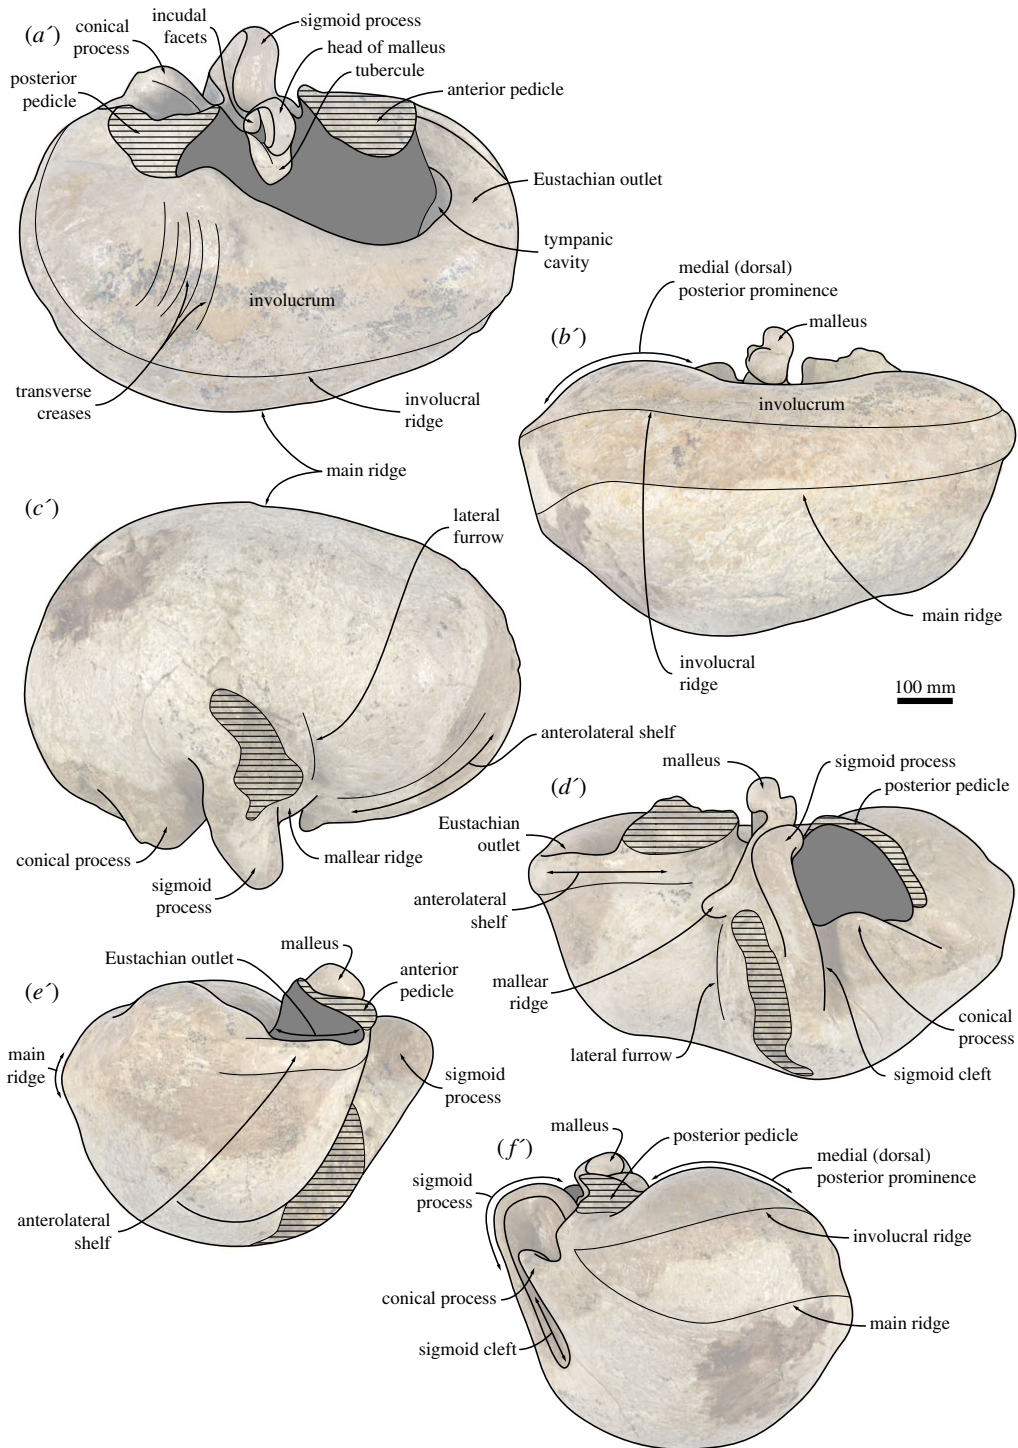 (a´)
conical
process
incudal
facets
sigmoid process
head of malleus
tubercule
posterior
pedicle
anterior pedicle
Eustachian outlet
tympanic
cavity
involucrum
transverse
creases
involucral
ridge
main ridge
(b´)
medial (dorsal)
posterior prominence
malleus
involucrum
main ridge
involucral
ridge
100 mm
(c´)
lateral
furrow
anterolateral shelf
conical process
sigmoid
process
mallear ridge
(d´)
malleus
sigmoid process
posterior pedicle
Eustachian
outlet
anterolateral
shelf
mallear
ridge
lateral furrow
conical
process
sigmoid cleft
(e´)
malleus
Eustachian outlet
anterior
pedicle
main
ridge
sigmoid
process
anterolateral
shelf
(f´)
malleus
posterior pedicle
sigmoid
process
medial (dorsal)
posterior prominence
involucral ridge
conical process
main ridge
sigmoid cleft